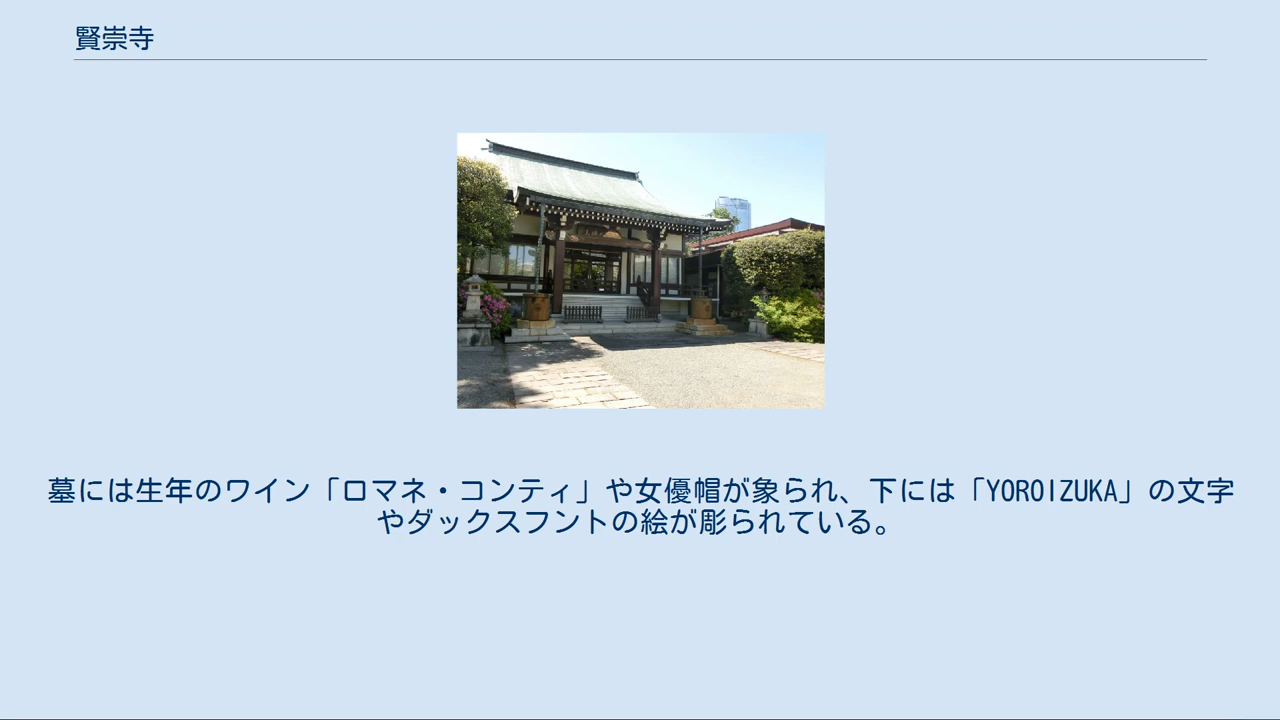 賢崇寺
墓には生年のワイン「ロマネ・コンティ」や女優帽が象られ、下には「YOROIZUKA」の文字
やダックスフントの絵が彫られている。